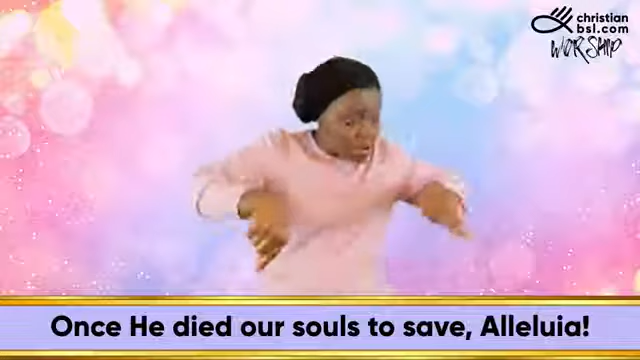 christian
bsl.com
WORSHIP
Once He died our souls to save, Alleluia!